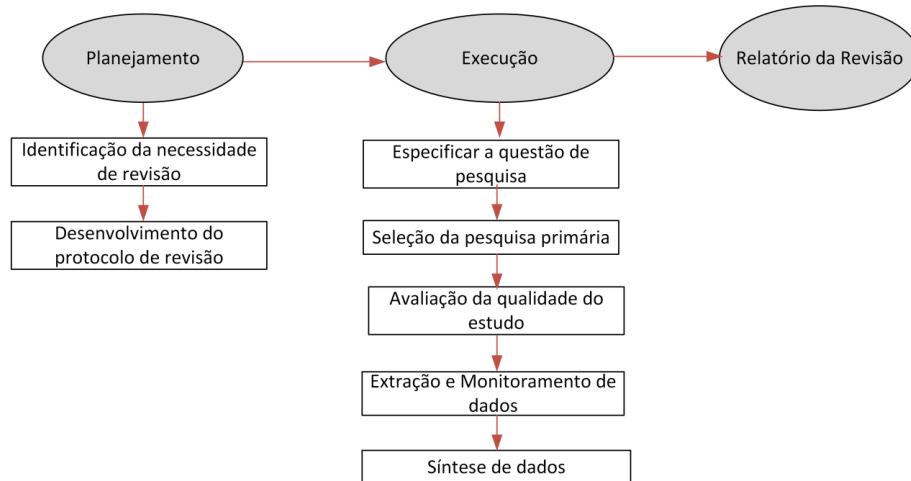 Planejamento
Execução
Relatório da Revisão
Identificação da necessidade
de revisão
Desenvolvimento do
protocolo de revisão
Especificar a questão de
pesquisa
Seleção da pesquisa primária
Avaliação da qualidade do
estudo
Extração e Monitoramento de
dados
Síntese de dados